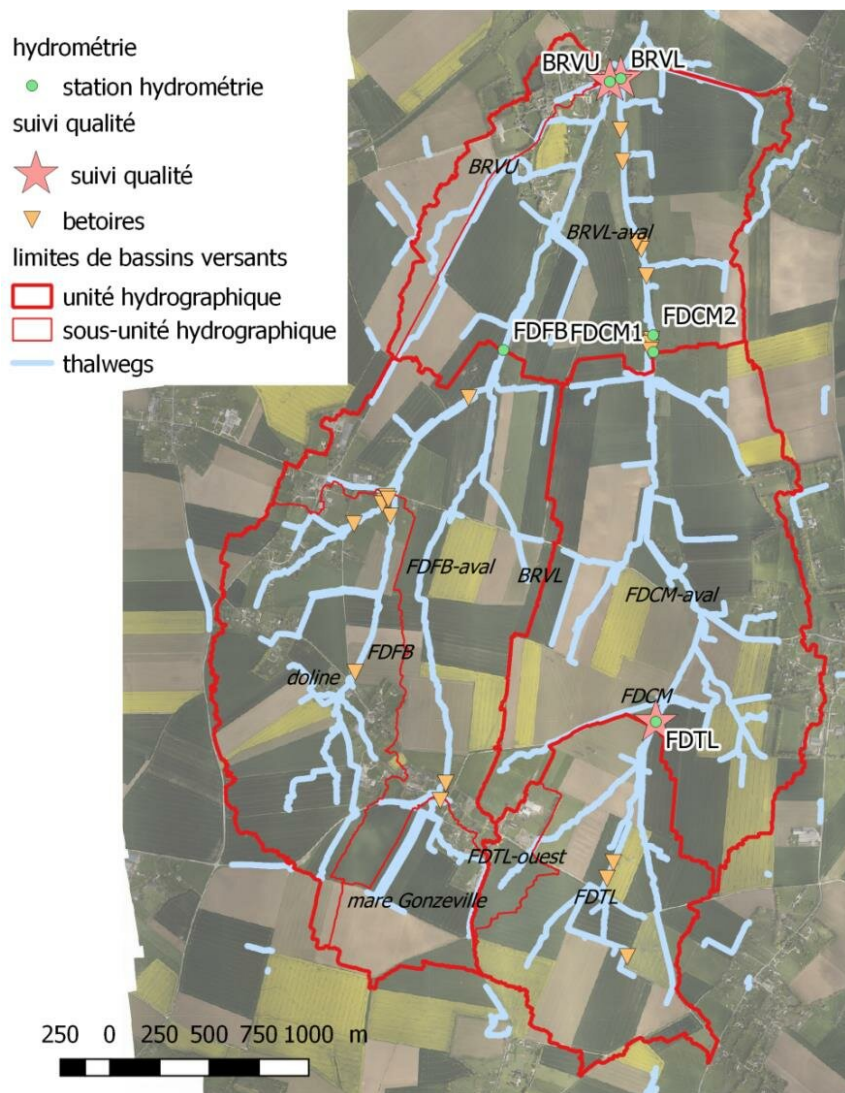 hydrométrie
station hydrométrie
suivi qualité
suivi qualité
betoires
limites de bassins versants
unité hydrographique
sous-unité hydrographique
thalwegs
BRVU
BRVL
BRVU
BRVL-aval
FDFB
FDCM1
FDCM2
FDFB-aval
BRVL
FDCM-aval
FDFB
doline
FDCM
FDTL
FDTL-ouest
mare Gonzeville
FDTL
250 0 250 500 750 1000 m